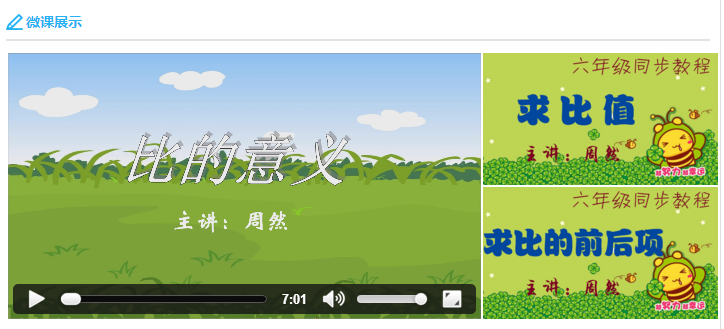 微课展示
比的意义
主讲：周然
7:01
六年级同步教程
求比值
主讲：周然
六年级同步教程
求比的前后项
主讲：周然